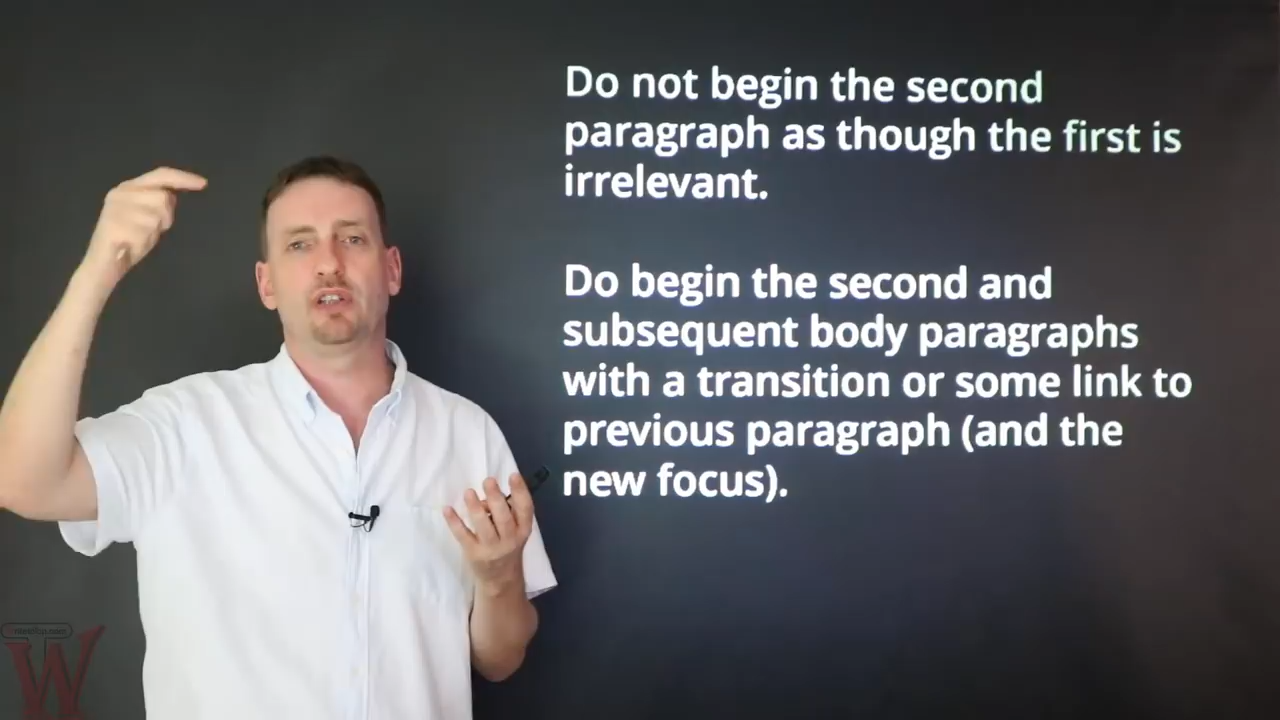 Do not begin the second
paragraph as though the first is
irrelevant.
Do begin the second and
subsequent body paragraphs
with a transition or some link to
previous paragraph (and the
new focus).
W